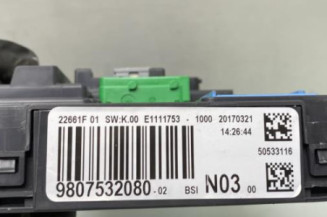 22661F 01 SW:K.00 E1111753 - 1000 20170321
14:26:44
50533116
9807532080-02 BSI N03 00